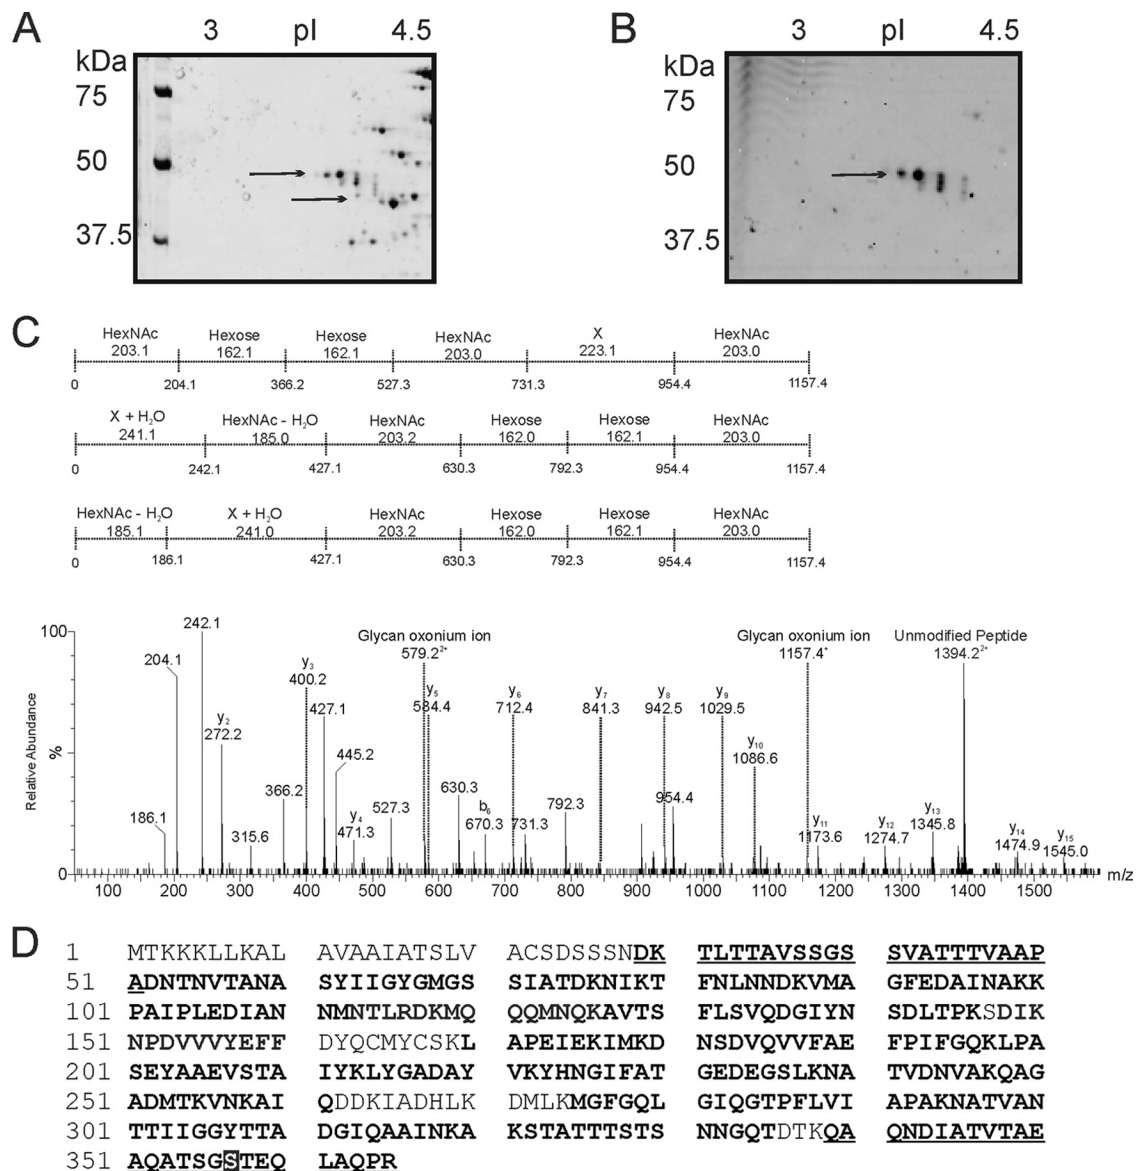 A 3 pI 4.5
kDa
75
50
37.5
B 3 pI 4.5
kDa
75
50
37.5
C
HexNAc Hexose Hexose HexNAc X HexNAc
203.1 162.1 162.1 203.0 223.1 203.0
0 204.1 366.2 527.3 731.3 954.4 1157.4
X + H₂O HexNAc - H₂O HexNAc Hexose Hexose HexNAc
241.1 185.0 203.2 162.0 162.1 203.0
0 242.1 427.1 630.3 792.3 954.4 1157.4
HexNAc - H₂O X + H₂O HexNAc Hexose Hexose HexNAc
185.1 241.0 203.2 162.0 162.1 203.0
0 186.1 427.1 630.3 792.3 954.4 1157.4
Relative Abundance
%
100
0
186.1
204.1
242.1
y₂
272.2
315.6
366.2
y₃
400.2
427.1
445.2
y₄
471.3
527.3
Glycan oxonium ion
579.2²⁺
y₅
584.4
630.3
b₆
670.3
y₆
712.4
731.3
792.3
y₇
841.3
y₈
942.5
954.4
y₉
1029.5
y₁₀
1086.6
Glycan oxonium ion
1157.4⁺
y₁₁
1173.6
y₁₂
1274.7
y₁₃
1345.8
Unmodified Peptide
1394.2²⁺
y₁₄
1474.9
y₁₅
1545.0
100 200 300 400 500 600 700 800 900 1000 1100 1200 1300 1400 1500 m/z
D 1 MTKKKLLKAL AVAAIATSLV ACSDSSSNDK TLTTAVSSGS SVATTTVAAP
51 ADNTNVTANA SYIIGYGMGS SIATDKNIKT FNLNNDKVMA GFEDAINAKK
101 PAIPLEDIAN NMNTLRDKMQ QQMNQKAVTS FLSVQDGIYN SDLTPKSDIK
151 NPDVVVYEFF DYQCMYCSKL APEIEKIMKD NSDVQVVFAE FPIFGQKLPA
201 SEYAAEVSTA IYKLYGADAY VKYHNGIFAT GEDEGSLKNA TVDNVAKQAG
251 ADMTKVNKAI QDDKIADHLK DMLKMGFGQL GIQGTPFLVI APAKNATVAN
301 TTIIGGYTTA DGIQAAINKA KSTATTTSTS NNGQTDTKQA QNDIATVTAE
351 AQATSGSTEQ LAQPR